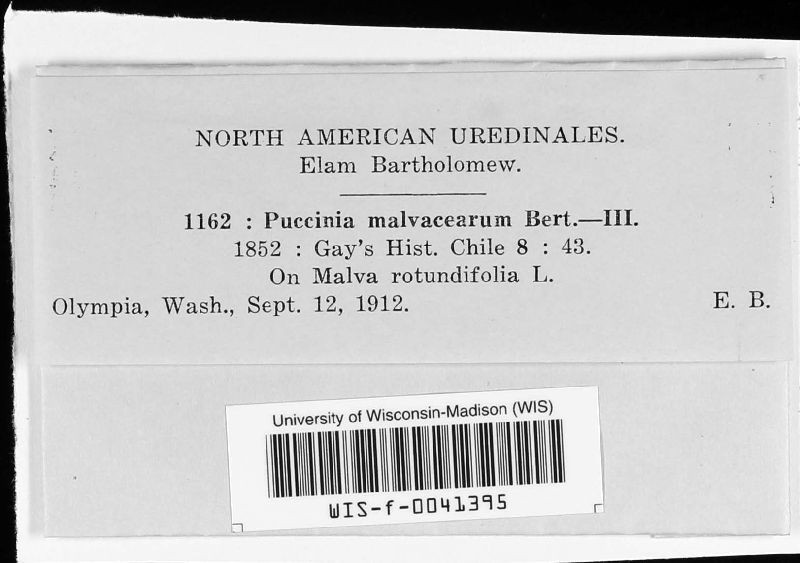 NORTH AMERICAN UREDINALES.
Elam Bartholomew.
1162 : Puccinia malvacearum Bert.—III.
1852 : Gay's Hist. Chile 8 : 43.
On Malva rotundifolia L.
Olympia, Wash., Sept. 12, 1912. E. B.
University of Wisconsin-Madison (WIS)
WIS-f-0041395